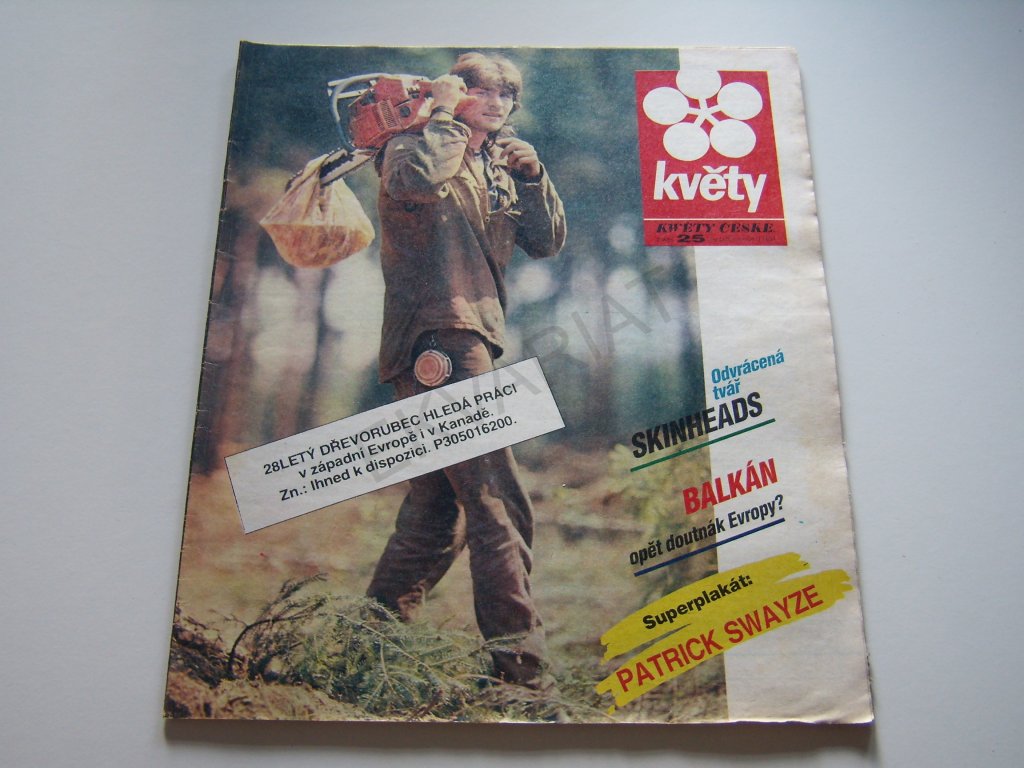 květy
KWĚTY ČESKÉ
25
Odvrácená
tvář
SKINHEADS
BALKÁN
opět doutnák Evropy?
Superplakát:
PATRICK SWAYZE
28LETÝ DŘEVORUBEC HLEDÁ PRÁCI
v západní Evropě i v Kanadě.
Zn.: Ihned k dispozici. P305016200.